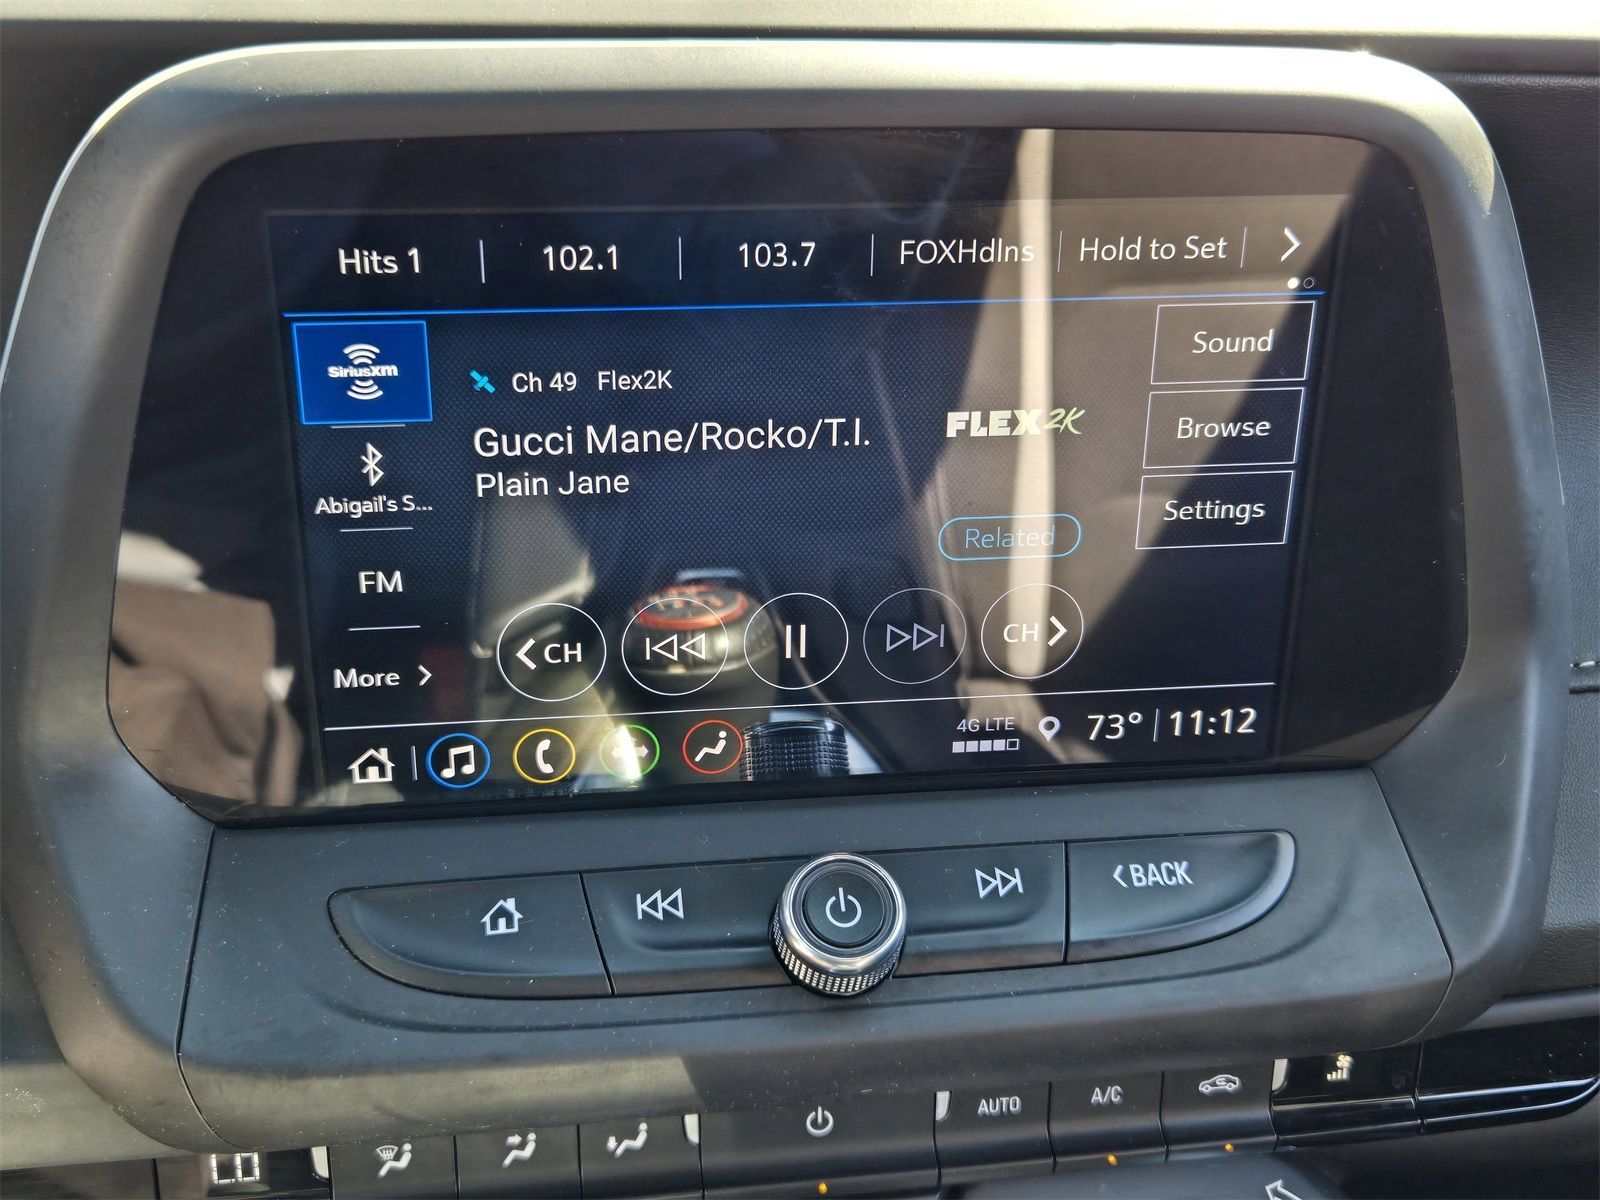 Hits 1 | 102.1 | 103.7 | FOXHdlns | Hold to Set
SiriusXM
Ch 49 Flex2K
Gucci Mane/Rocko/T.I.
Plain Jane
FLEX2K
Related
Sound
Browse
Settings
Abigail's S...
FM
More
CH
CH
4G LTE
73° | 11:12
BACK
AUTO
A/C
LO